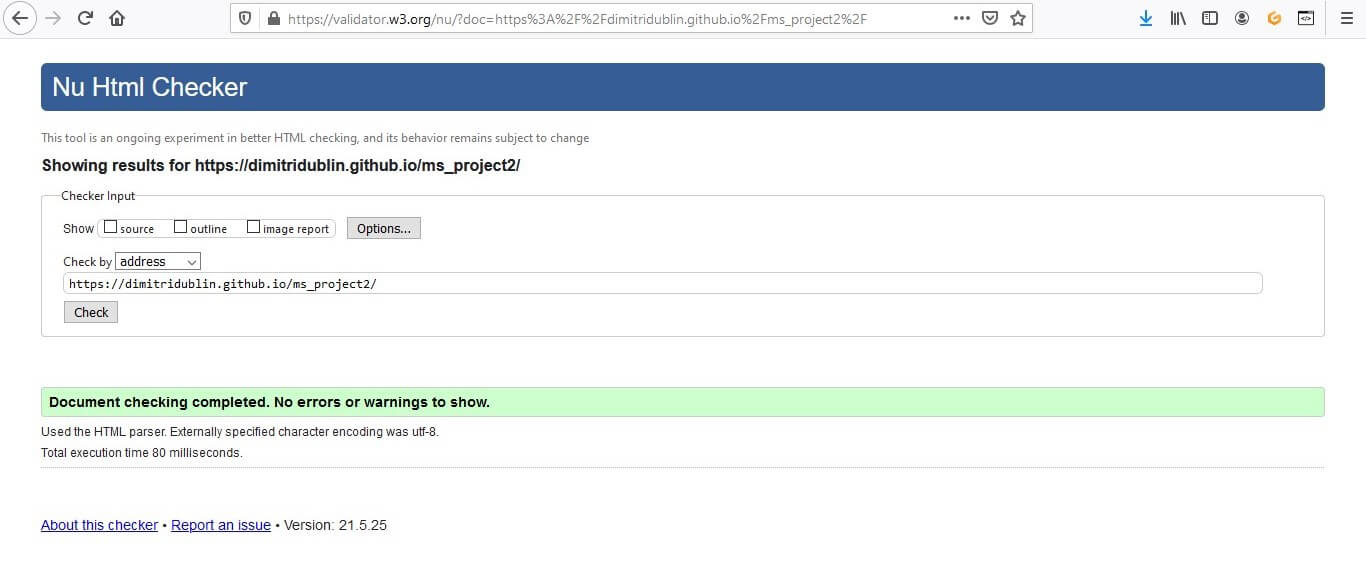 https://validator.w3.org/nu/?doc=https%3A%2F%2Fdimitridublin.github.io%2Fms_project2%2F
Nu Html Checker
This tool is an ongoing experiment in better HTML checking, and its behavior remains subject to change
Showing results for https://dimitridublin.github.io/ms_project2/
Checker Input
Show source outline image report Options...
Check by address
https://dimitridublin.github.io/ms_project2/
Check
Document checking completed. No errors or warnings to show.
Used the HTML parser. Externally specified character encoding was utf-8.
Total execution time 80 milliseconds.
About this checker • Report an issue • Version: 21.5.25